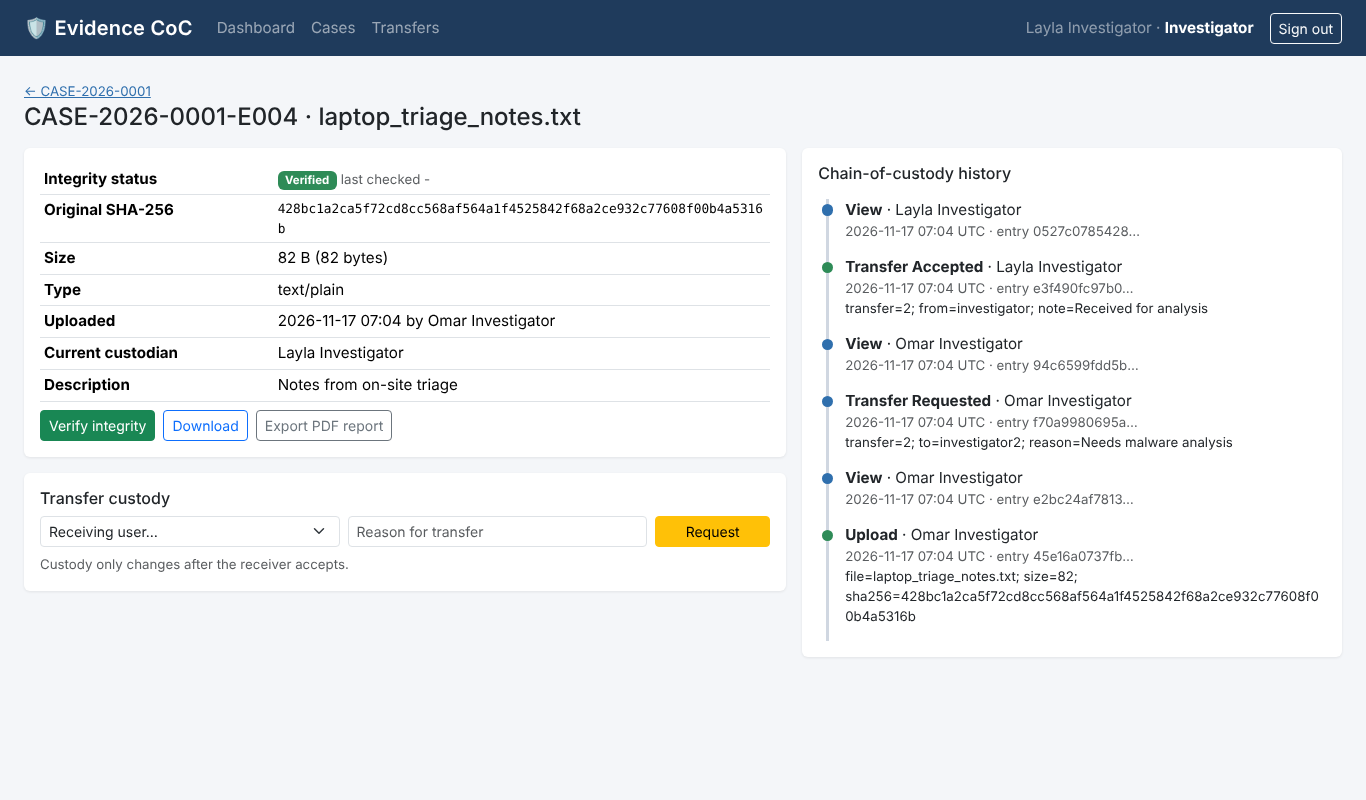 Evidence CoC Dashboard Cases Transfers Layla Investigator · Investigator Sign out
← CASE-2026-0001
CASE-2026-0001-E004 · laptop_triage_notes.txt
Integrity status Verified last checked -
Original SHA-256 428bc1a2ca5f72cd8cc568af564a1f4525842f68a2ce932c77608f00b4a5316
b
Size 82 B (82 bytes)
Type text/plain
Uploaded 2026-11-17 07:04 by Omar Investigator
Current custodian Layla Investigator
Description Notes from on-site triage
Verify integrity Download Export PDF report
Transfer custody
Receiving user... Reason for transfer Request
Custody only changes after the receiver accepts.
Chain-of-custody history
View · Layla Investigator
2026-11-17 07:04 UTC · entry 0527c0785428...
Transfer Accepted · Layla Investigator
2026-11-17 07:04 UTC · entry e3f490fc97b0...
transfer=2; from=investigator; note=Received for analysis
View · Omar Investigator
2026-11-17 07:04 UTC · entry 94c6599fdd5b...
Transfer Requested · Omar Investigator
2026-11-17 07:04 UTC · entry f70a9980695a...
transfer=2; to=investigator2; reason=Needs malware analysis
View · Omar Investigator
2026-11-17 07:04 UTC · entry e2bc24af7813...
Upload · Omar Investigator
2026-11-17 07:04 UTC · entry 45e16a0737fb...
file=laptop_triage_notes.txt; size=82;
sha256=428bc1a2ca5f72cd8cc568af564a1f4525842f68a2ce932c77608f0
0b4a5316b